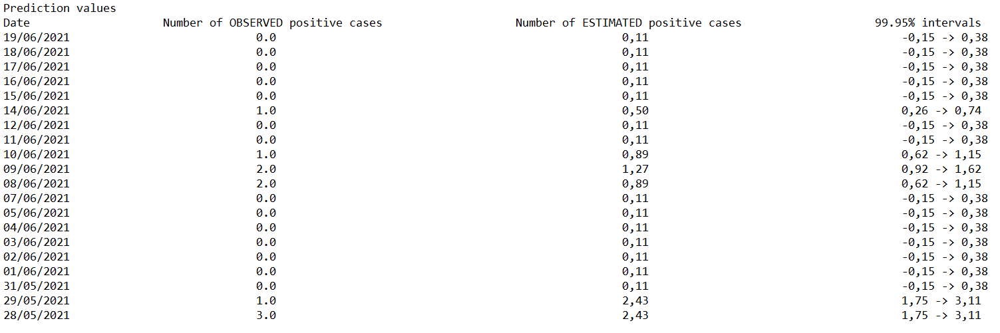 Prediction values
Date Number of OBSERVED positive cases Number of ESTIMATED positive cases 99.95% intervals
19/06/2021 0.0 0,11 -0,15 -> 0,38
18/06/2021 0.0 0,11 -0,15 -> 0,38
17/06/2021 0.0 0,11 -0,15 -> 0,38
16/06/2021 0.0 0,11 -0,15 -> 0,38
15/06/2021 0.0 0,11 -0,15 -> 0,38
14/06/2021 1.0 0,50 0,26 -> 0,74
12/06/2021 0.0 0,11 -0,15 -> 0,38
11/06/2021 0.0 0,11 -0,15 -> 0,38
10/06/2021 1.0 0,89 0,62 -> 1,15
09/06/2021 2.0 1,27 0,92 -> 1,62
08/06/2021 2.0 0,89 0,62 -> 1,15
07/06/2021 0.0 0,11 -0,15 -> 0,38
05/06/2021 0.0 0,11 -0,15 -> 0,38
04/06/2021 0.0 0,11 -0,15 -> 0,38
03/06/2021 0.0 0,11 -0,15 -> 0,38
02/06/2021 0.0 0,11 -0,15 -> 0,38
01/06/2021 0.0 0,11 -0,15 -> 0,38
31/05/2021 0.0 0,11 -0,15 -> 0,38
29/05/2021 1.0 2,43 1,75 -> 3,11
28/05/2021 3.0 2,43 1,75 -> 3,11